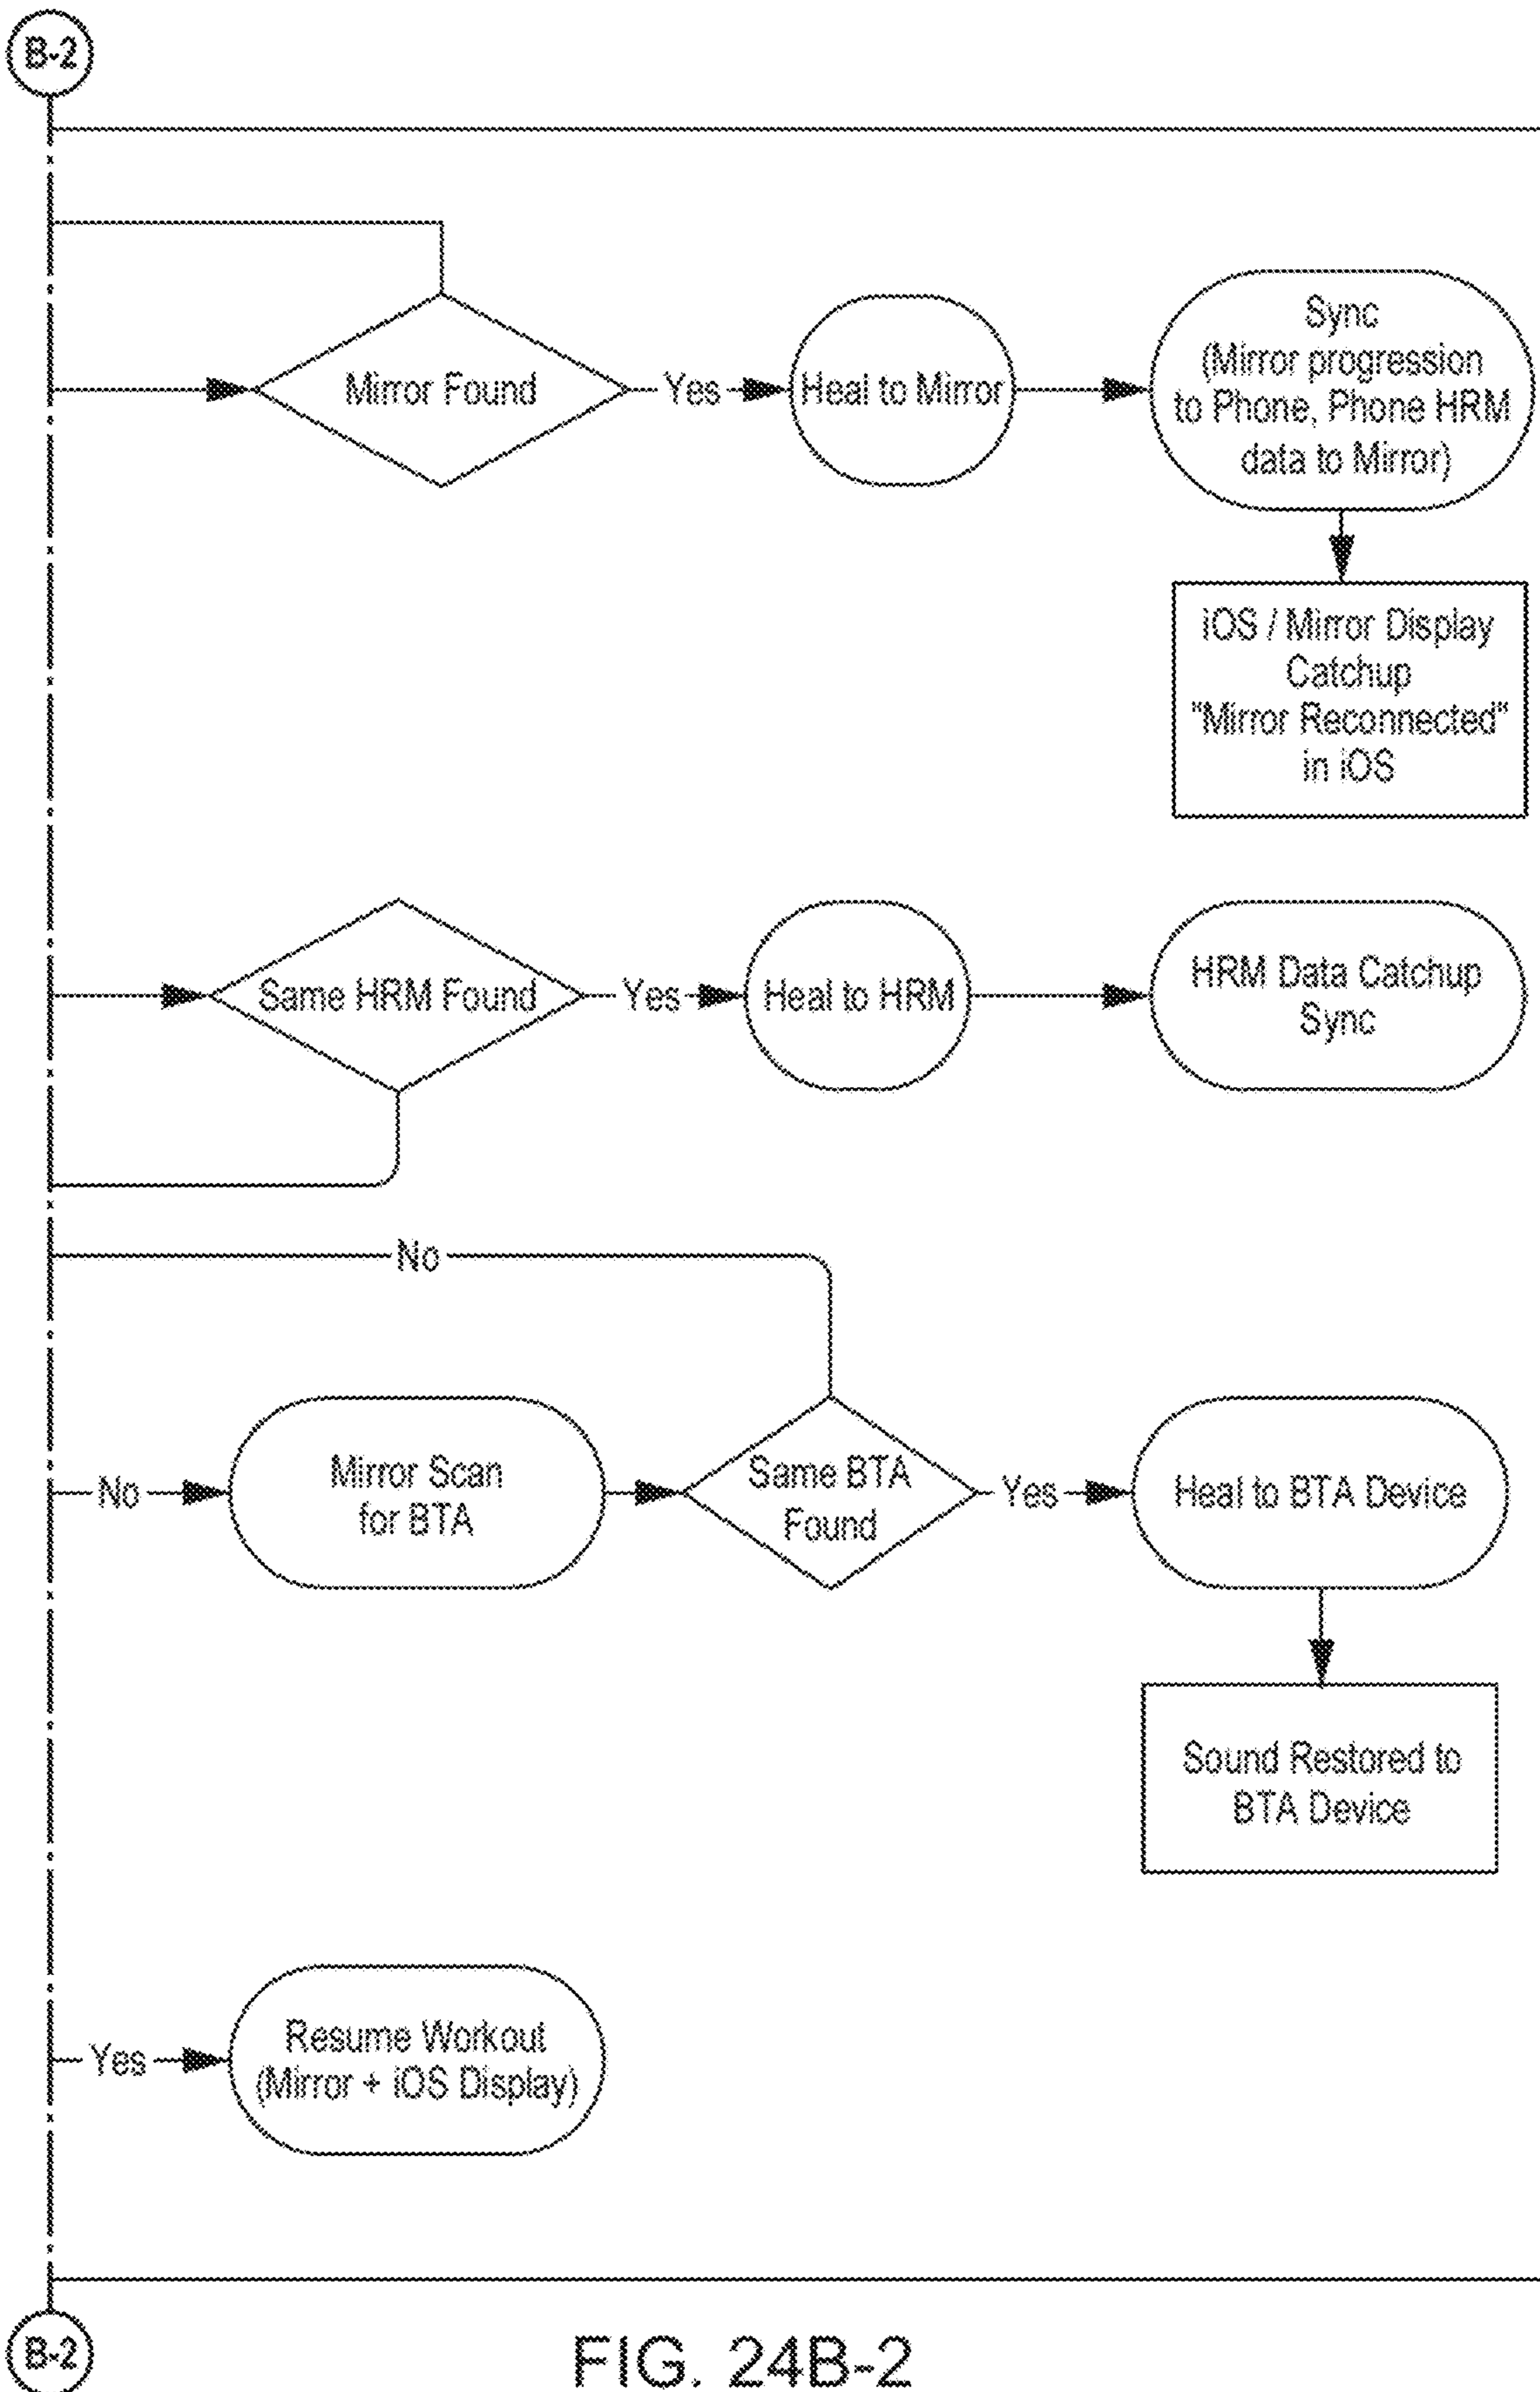 B-2
Mirror Found
Yes
Heal to Mirror
Sync
(Mirror progression
to Phone, Phone HRM
data to Mirror)
iOS / Mirror Display
Catchup
"Mirror Reconnected"
in iOS
Same HRM Found
Yes
Heal to HRM
HRM Data Catchup
Sync
No
No
Mirror Scan
for BTA
Same BTA
Found
Yes
Heal to BTA Device
Sound Restored to
BTA Device
Yes
Resume Workout
(Mirror + iOS Display)
B-2
FIG. 24B-2